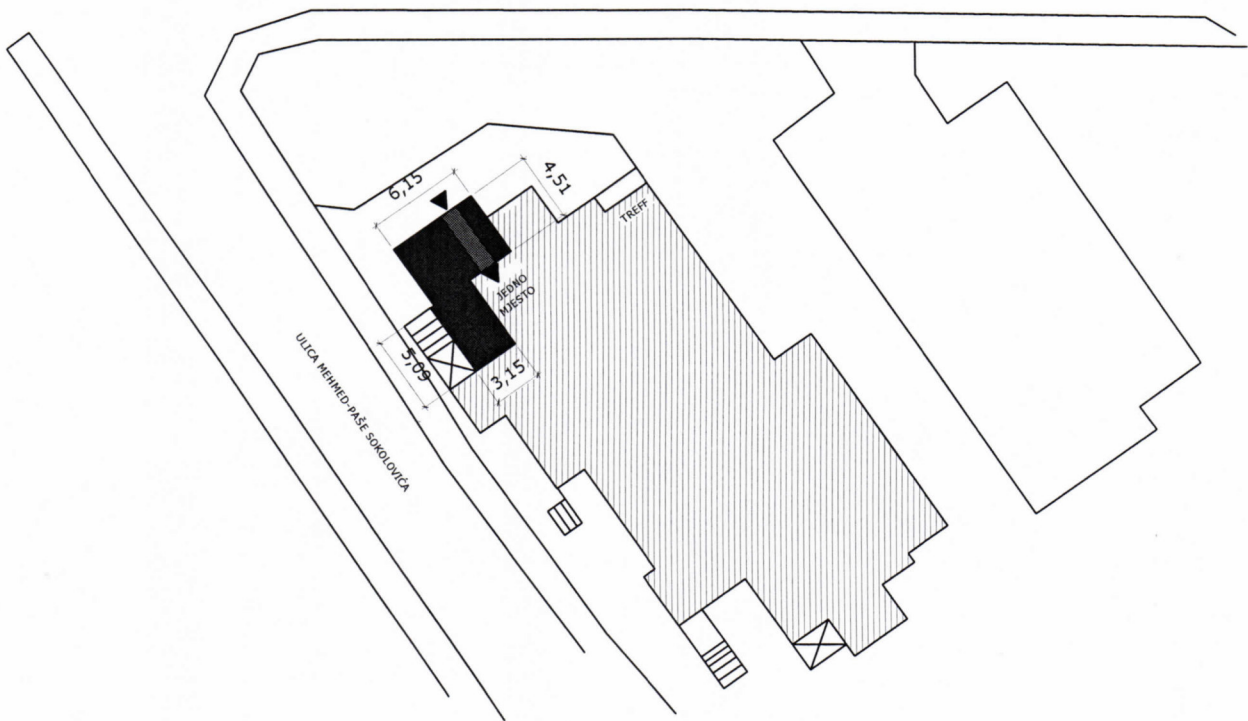 6,15
4,51
TREFF
JEDNO
MJESTO
5,09
3,15
ULICA MEHMED-PAŠE SOKOLOVIĆA